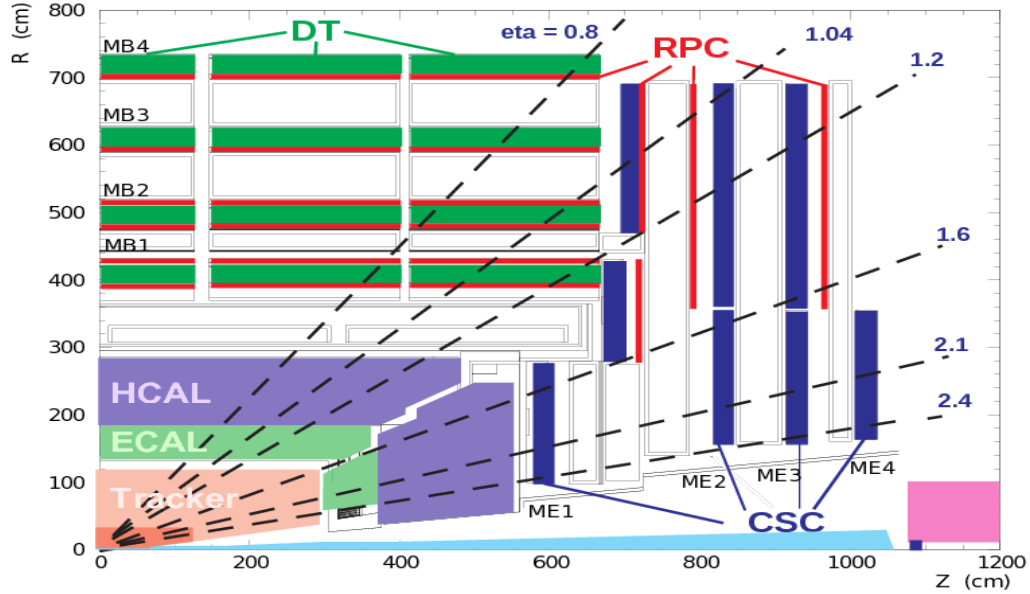 R (cm)
800
700
600
500
400
300
200
100
0
DT
eta = 0.8
1.04
RPC
1.2
MB4
MB3
MB2
MB1
1.6
2.1
2.4
HCAL
ECAL
Tracker
ME1
ME2
ME3
ME4
CSC
0
200
400
600
800
1000
1200
Z (cm)